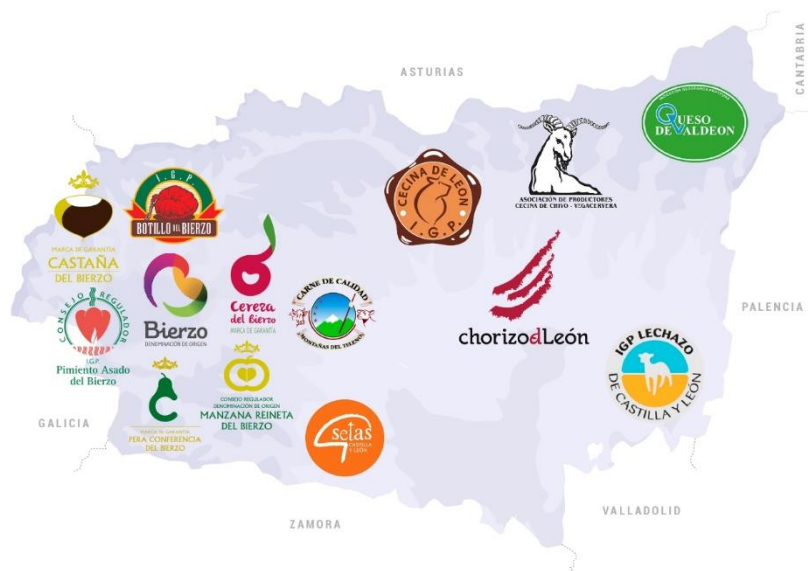 ASTURIAS
CANTABRIA
INDICACIÓN GEOGRÁFICA PROTEGIDA
QUESO
DE VALDEON
CECINA DE LEON
I.G.P.
ASOCIACIÓN DE PRODUCTORES
CECINA DE CHIVO - VEGACERVERA
I.G.P.
BOTILLO DEL BIERZO
MARCA DE GARANTÍA
CASTAÑA
DEL BIERZO
Bierzo
DENOMINACIÓN DE ORIGEN
Cereza
del Bierzo
MARCA DE GARANTÍA
CARNE DE CALIDAD
MONTAÑAS DEL TELENO
chorizodLeón
PALENCIA
CONSEJO REGULADOR
I.G.P.
Pimiento Asado
del Bierzo
IGP LECHAZO
DE CASTILLA Y LEÓN
CONSEJO REGULADOR
DENOMINACIÓN DE ORIGEN
MANZANA REINETA
DEL BIERZO
MARCA DE GARANTÍA
PERA CONFERENCIA
DEL BIERZO
Setas
CASTILLA
Y LEÓN
GALICIA
ZAMORA
VALLADOLID